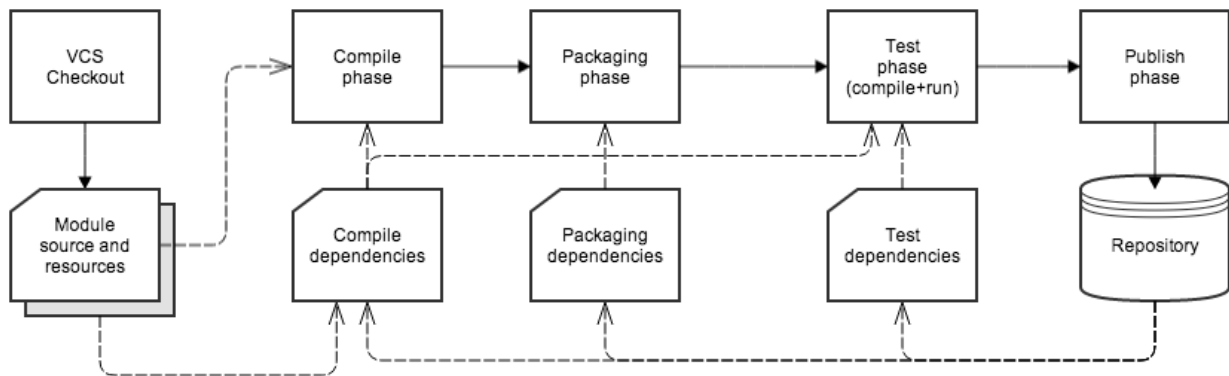 VCS
Checkout
Compile
phase
Packaging
phase
Test
phase
(compile+run)
Publish
phase
Module
source and
resources
Compile
dependencies
Packaging
dependencies
Test
dependencies
Repository